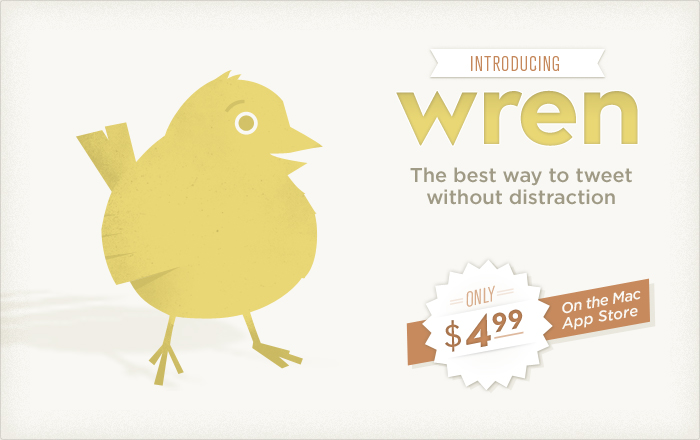 INTRODUCING
wren
The best way to tweet
without distraction
ONLY
$4.99
On the Mac
App Store